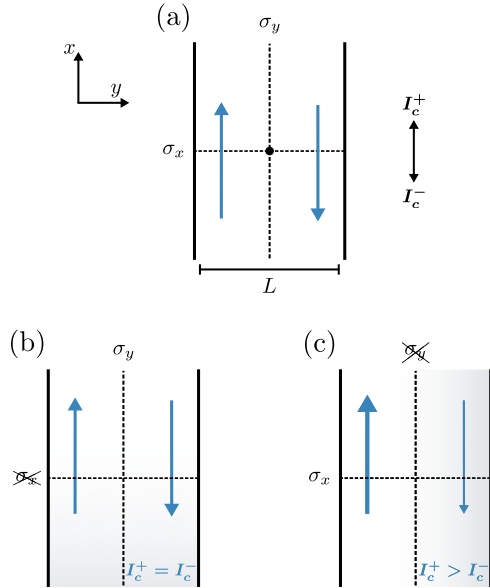 (a)
σ_y
x
y
I_c^+
σ_x
I_c^-
L
(b)
σ_y
(c)
σ_y
σ_x
σ_x
I_c^+ = I_c^-
I_c^+ > I_c^-